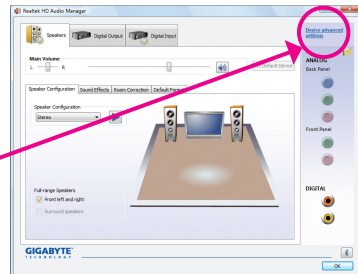 Realtek HD Audio Manager
Speakers
Digital Output
Digital Input
Device advanced
settings
Main Volume
L
R
Set Default Device
ANALOG
Back Panel
Speaker Configuration
Sound Effects
Room Correction
Default Format
Speaker Configuration
Stereo
Front Panel
Full-range Speakers
Front left and right
Surround speakers
DIGITAL
GIGABYTE
TECHNOLOGY
OK